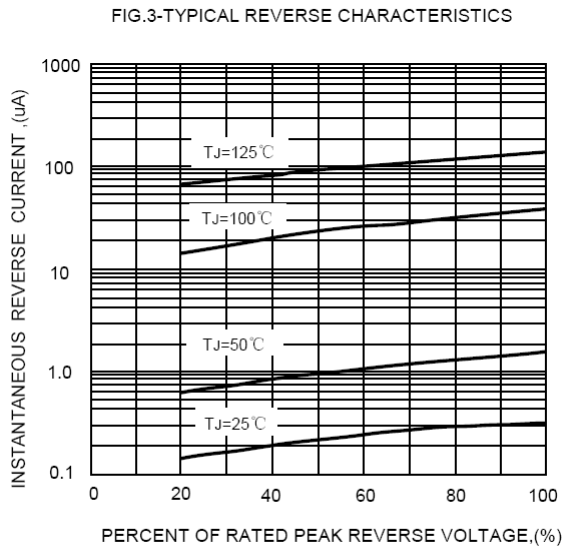 FIG.3-TYPICAL REVERSE CHARACTERISTICS
INSTANTANEOUS REVERSE CURRENT ,(uA)
1000
100
10
1.0
0.1
TJ=125℃
TJ=100℃
TJ=50℃
TJ=25℃
0 20 40 60 80 100
PERCENT OF RATED PEAK REVERSE VOLTAGE,(%)